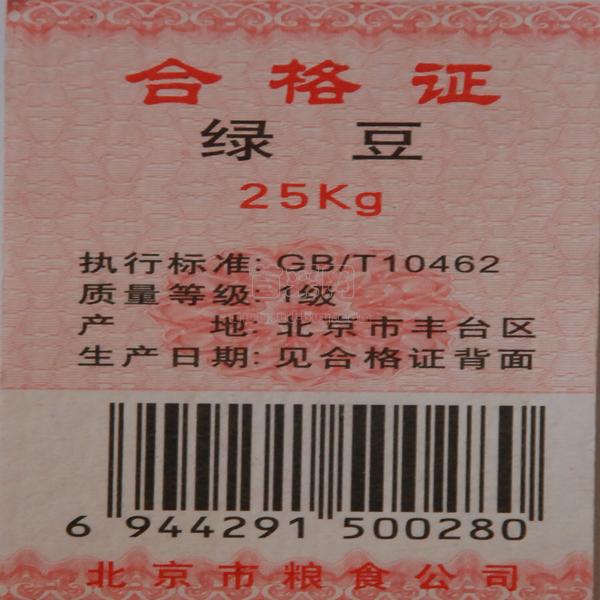 合格证
绿豆
25Kg
执行标准: GB/T10462
质量等级: 1级
产 地: 北京市丰台区
生产日期: 见合格证背面
6 944291 500280
北京市粮食公司